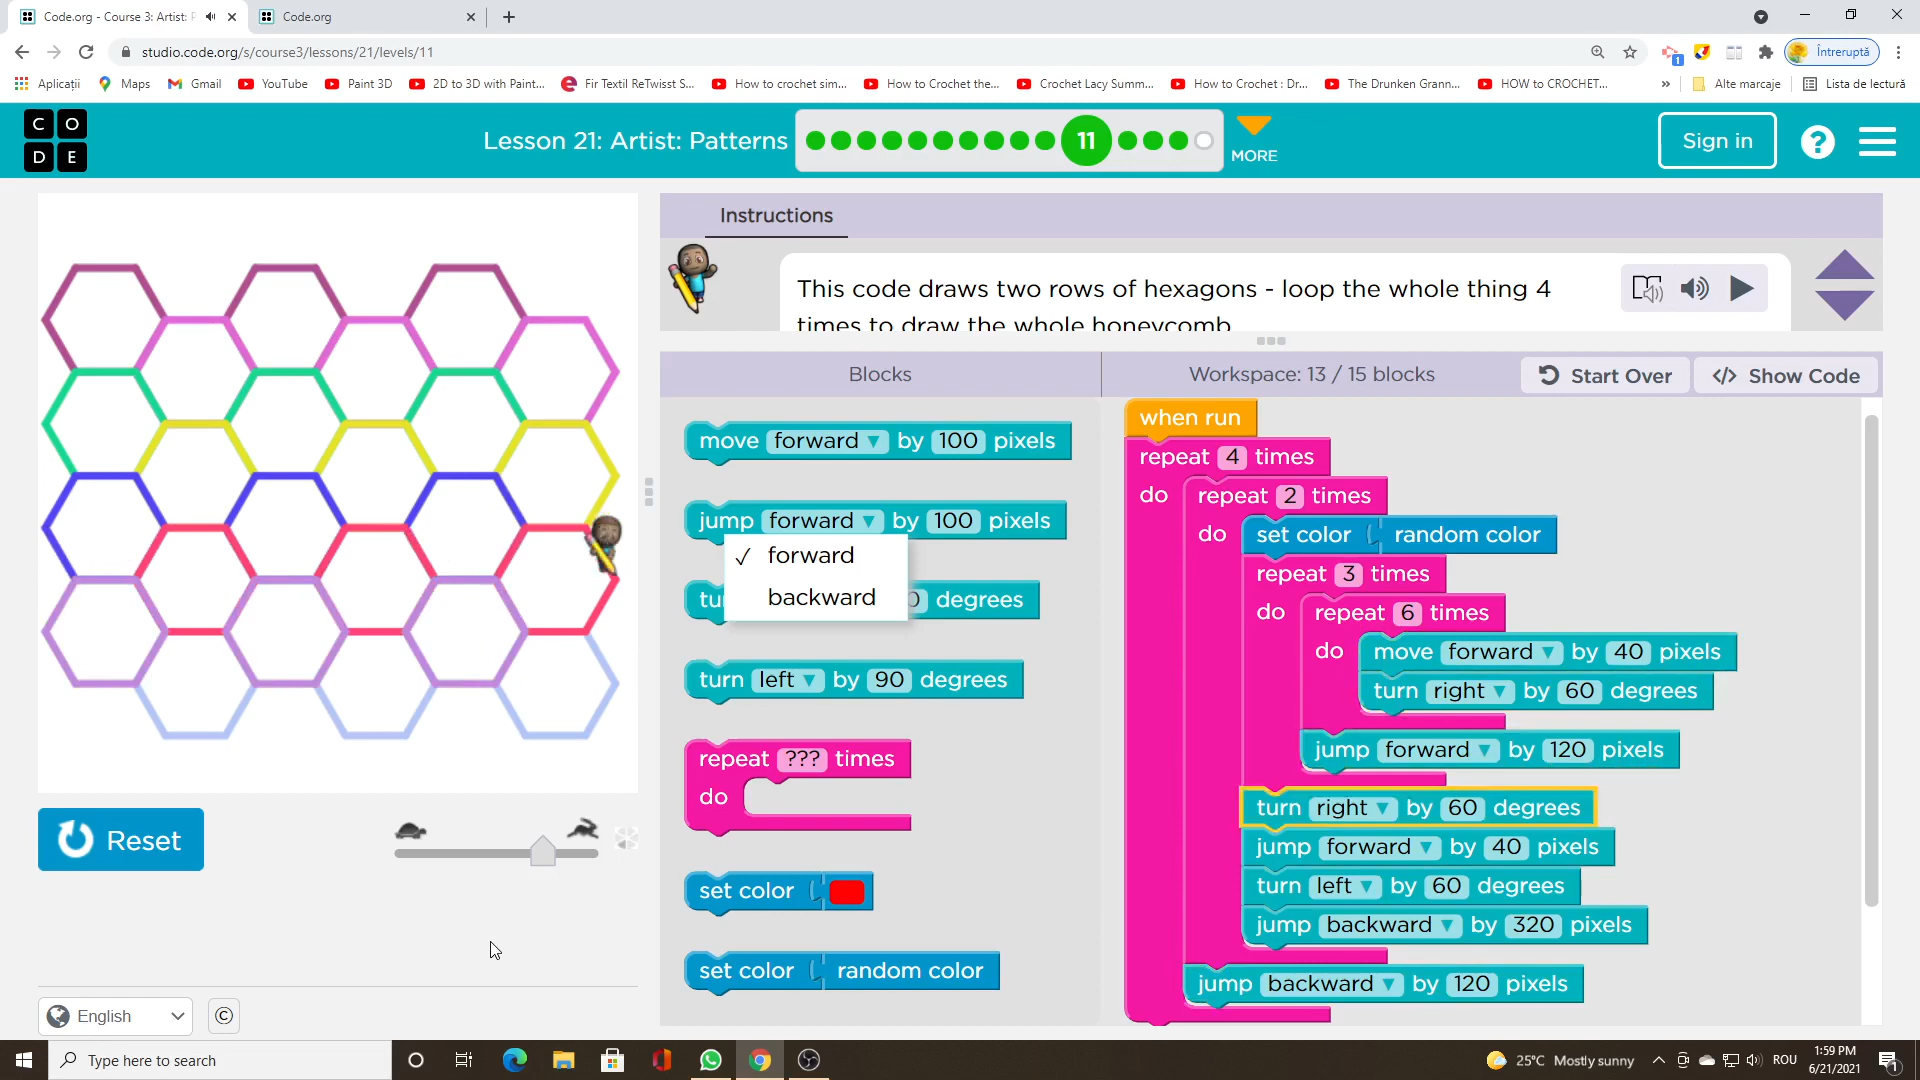 Code.org - Course 3: Artist: P
Code.org
studio.code.org/s/course3/lessons/21/levels/11
Întreruptă
Aplicații
Maps
Gmail
YouTube
Paint 3D
2D to 3D with Paint...
Fir Textil ReTwisst S...
How to crochet sim...
How to Crochet the...
Crochet Lacy Summ...
How to Crochet : Dr...
The Drunken Grann...
HOW to CROCHET...
»
Alte marcaje
Lista de lectură
C O
D E
Lesson 21: Artist: Patterns
11
MORE
Sign in
?
Instructions
This code draws two rows of hexagons - loop the whole thing 4
times to draw the whole honeycomb
Blocks
Workspace: 13 / 15 blocks
Start Over
</> Show Code
move forward▼ by 100 pixels
jump forward▼ by 100 pixels
✓ forward
backward
tu
0 degrees
turn left▼ by 90 degrees
repeat ??? times
do
set color
set color random color
when run
repeat 4 times
do repeat 2 times
do set color random color
repeat 3 times
do repeat 6 times
do move forward▼ by 40 pixels
turn right▼ by 60 degrees
jump forward▼ by 120 pixels
turn right▼ by 60 degrees
jump forward▼ by 40 pixels
turn left▼ by 60 degrees
jump backward▼ by 320 pixels
jump backward▼ by 120 pixels
Reset
English
©
Type here to search
25°C Mostly sunny
ROU
1:59 PM
6/21/2021
1